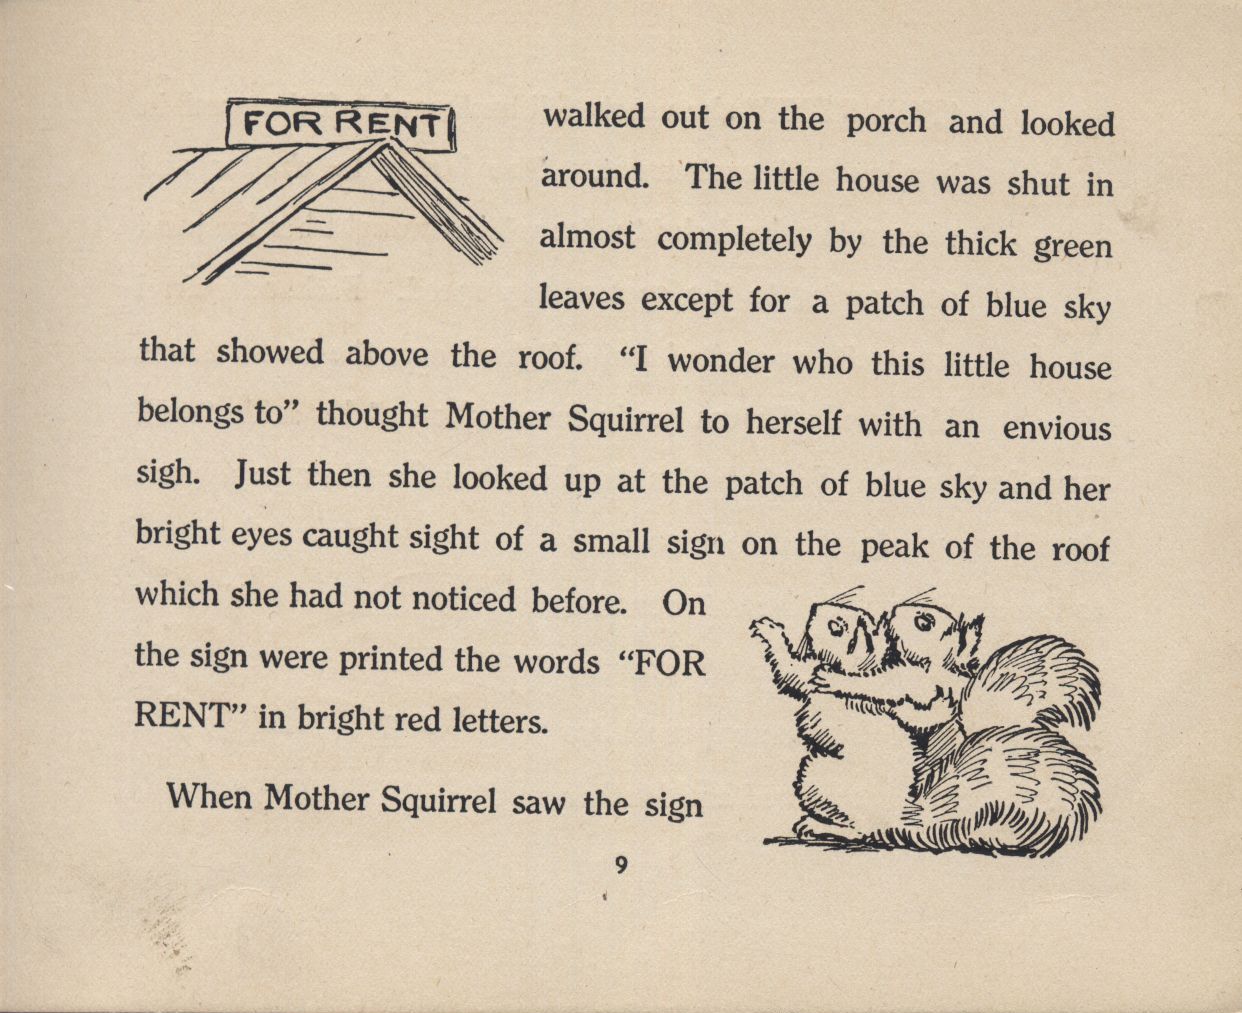 FOR RENT
walked out on the porch and looked
around. The little house was shut in
almost completely by the thick green
leaves except for a patch of blue sky
that showed above the roof. “I wonder who this little house
belongs to” thought Mother Squirrel to herself with an envious
sigh. Just then she looked up at the patch of blue sky and her
bright eyes caught sight of a small sign on the peak of the roof
which she had not noticed before. On
the sign were printed the words “FOR
RENT” in bright red letters.
When Mother Squirrel saw the sign
9